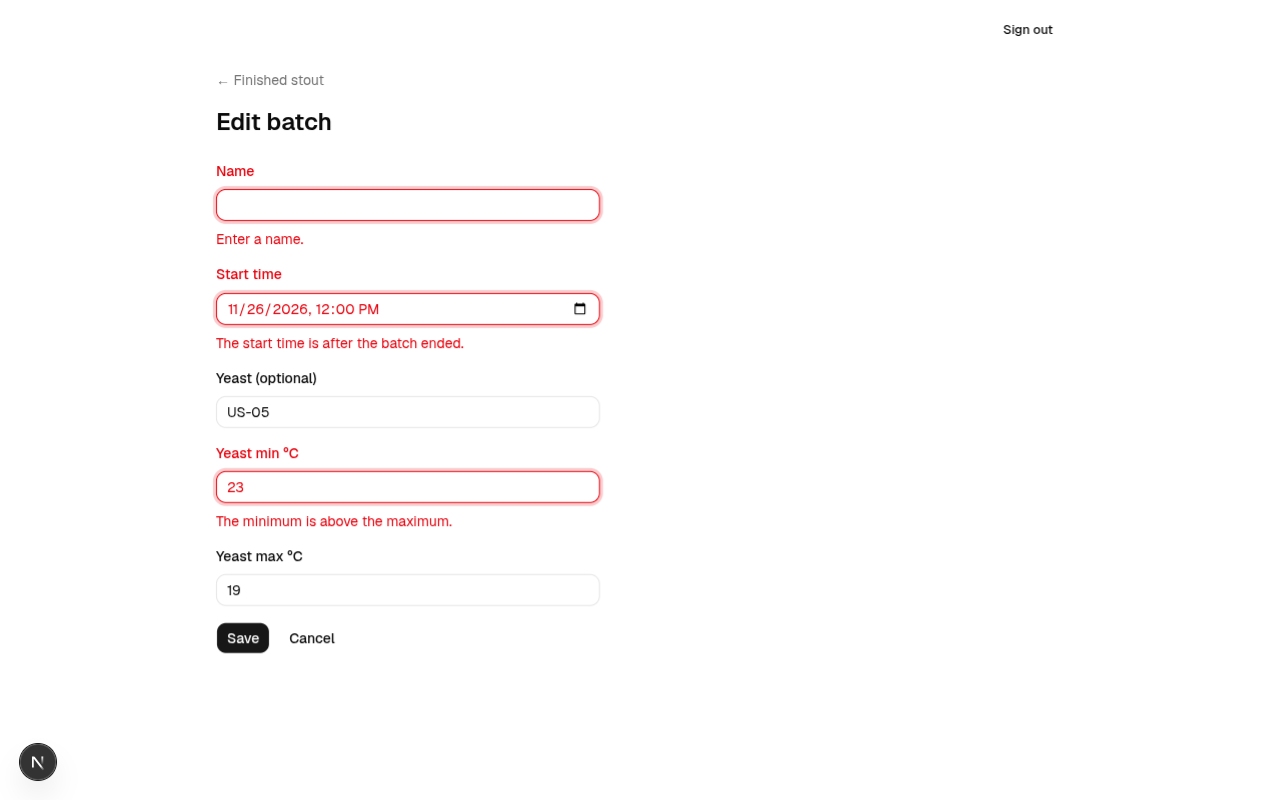 Sign out
← Finished stout
Edit batch
Name
Enter a name.
Start time
11/26/2026, 12:00 PM
The start time is after the batch ended.
Yeast (optional)
US-05
Yeast min °C
23
The minimum is above the maximum.
Yeast max °C
19
Save Cancel
N